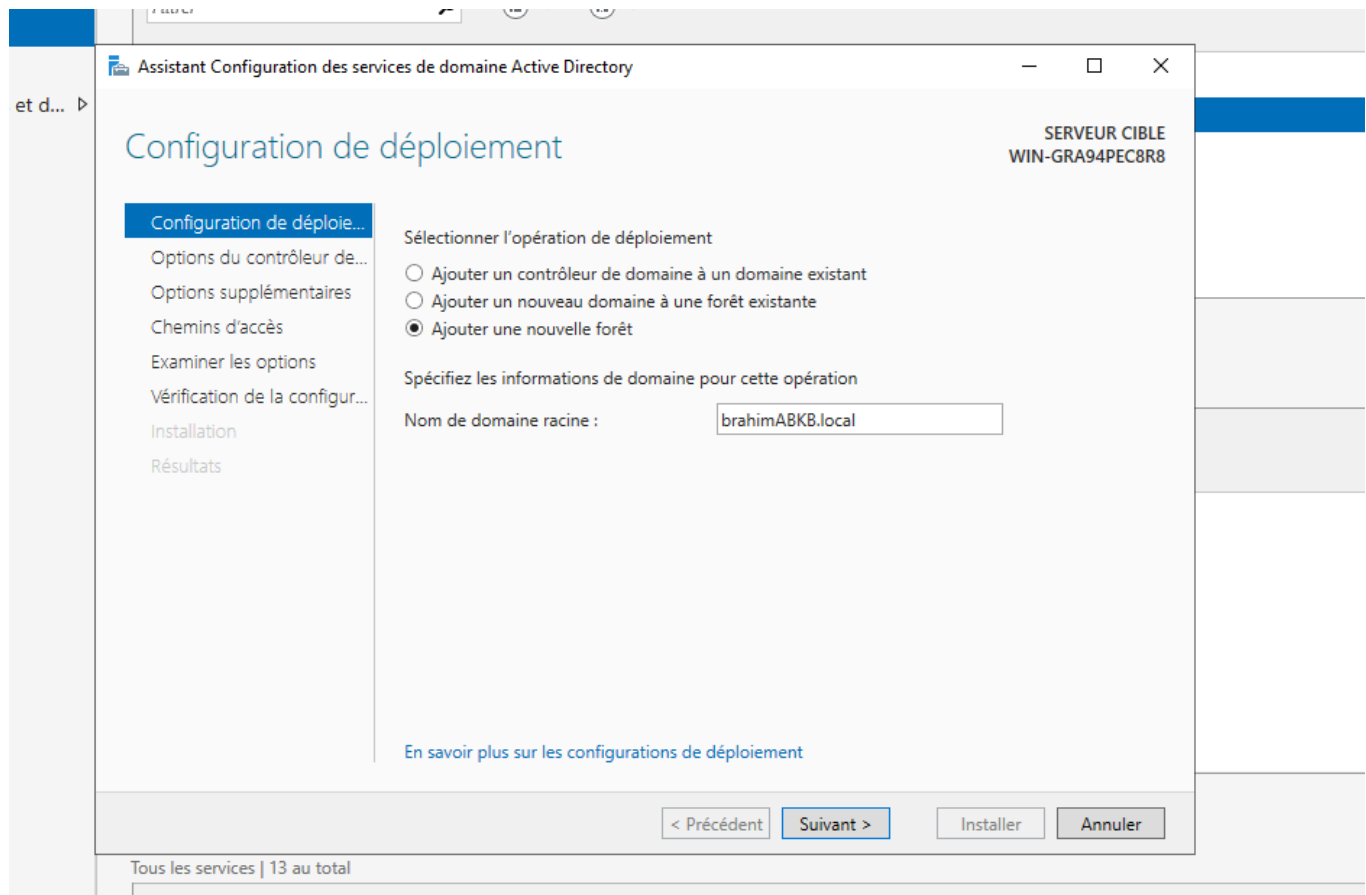 Assistant Configuration des services de domaine Active Directory
et d...
Configuration de déploiement
SERVEUR CIBLE
WIN-GRA94PEC8R8
Configuration de déploie...
Options du contrôleur de...
Options supplémentaires
Chemins d’accès
Examiner les options
Vérification de la configur...
Installation
Résultats
Sélectionner l’opération de déploiement
Ajouter un contrôleur de domaine à un domaine existant
Ajouter un nouveau domaine à une forêt existante
Ajouter une nouvelle forêt
Spécifiez les informations de domaine pour cette opération
Nom de domaine racine : brahimABKB.local
En savoir plus sur les configurations de déploiement
< Précédent Suivant > Installer Annuler
Tous les services | 13 au total